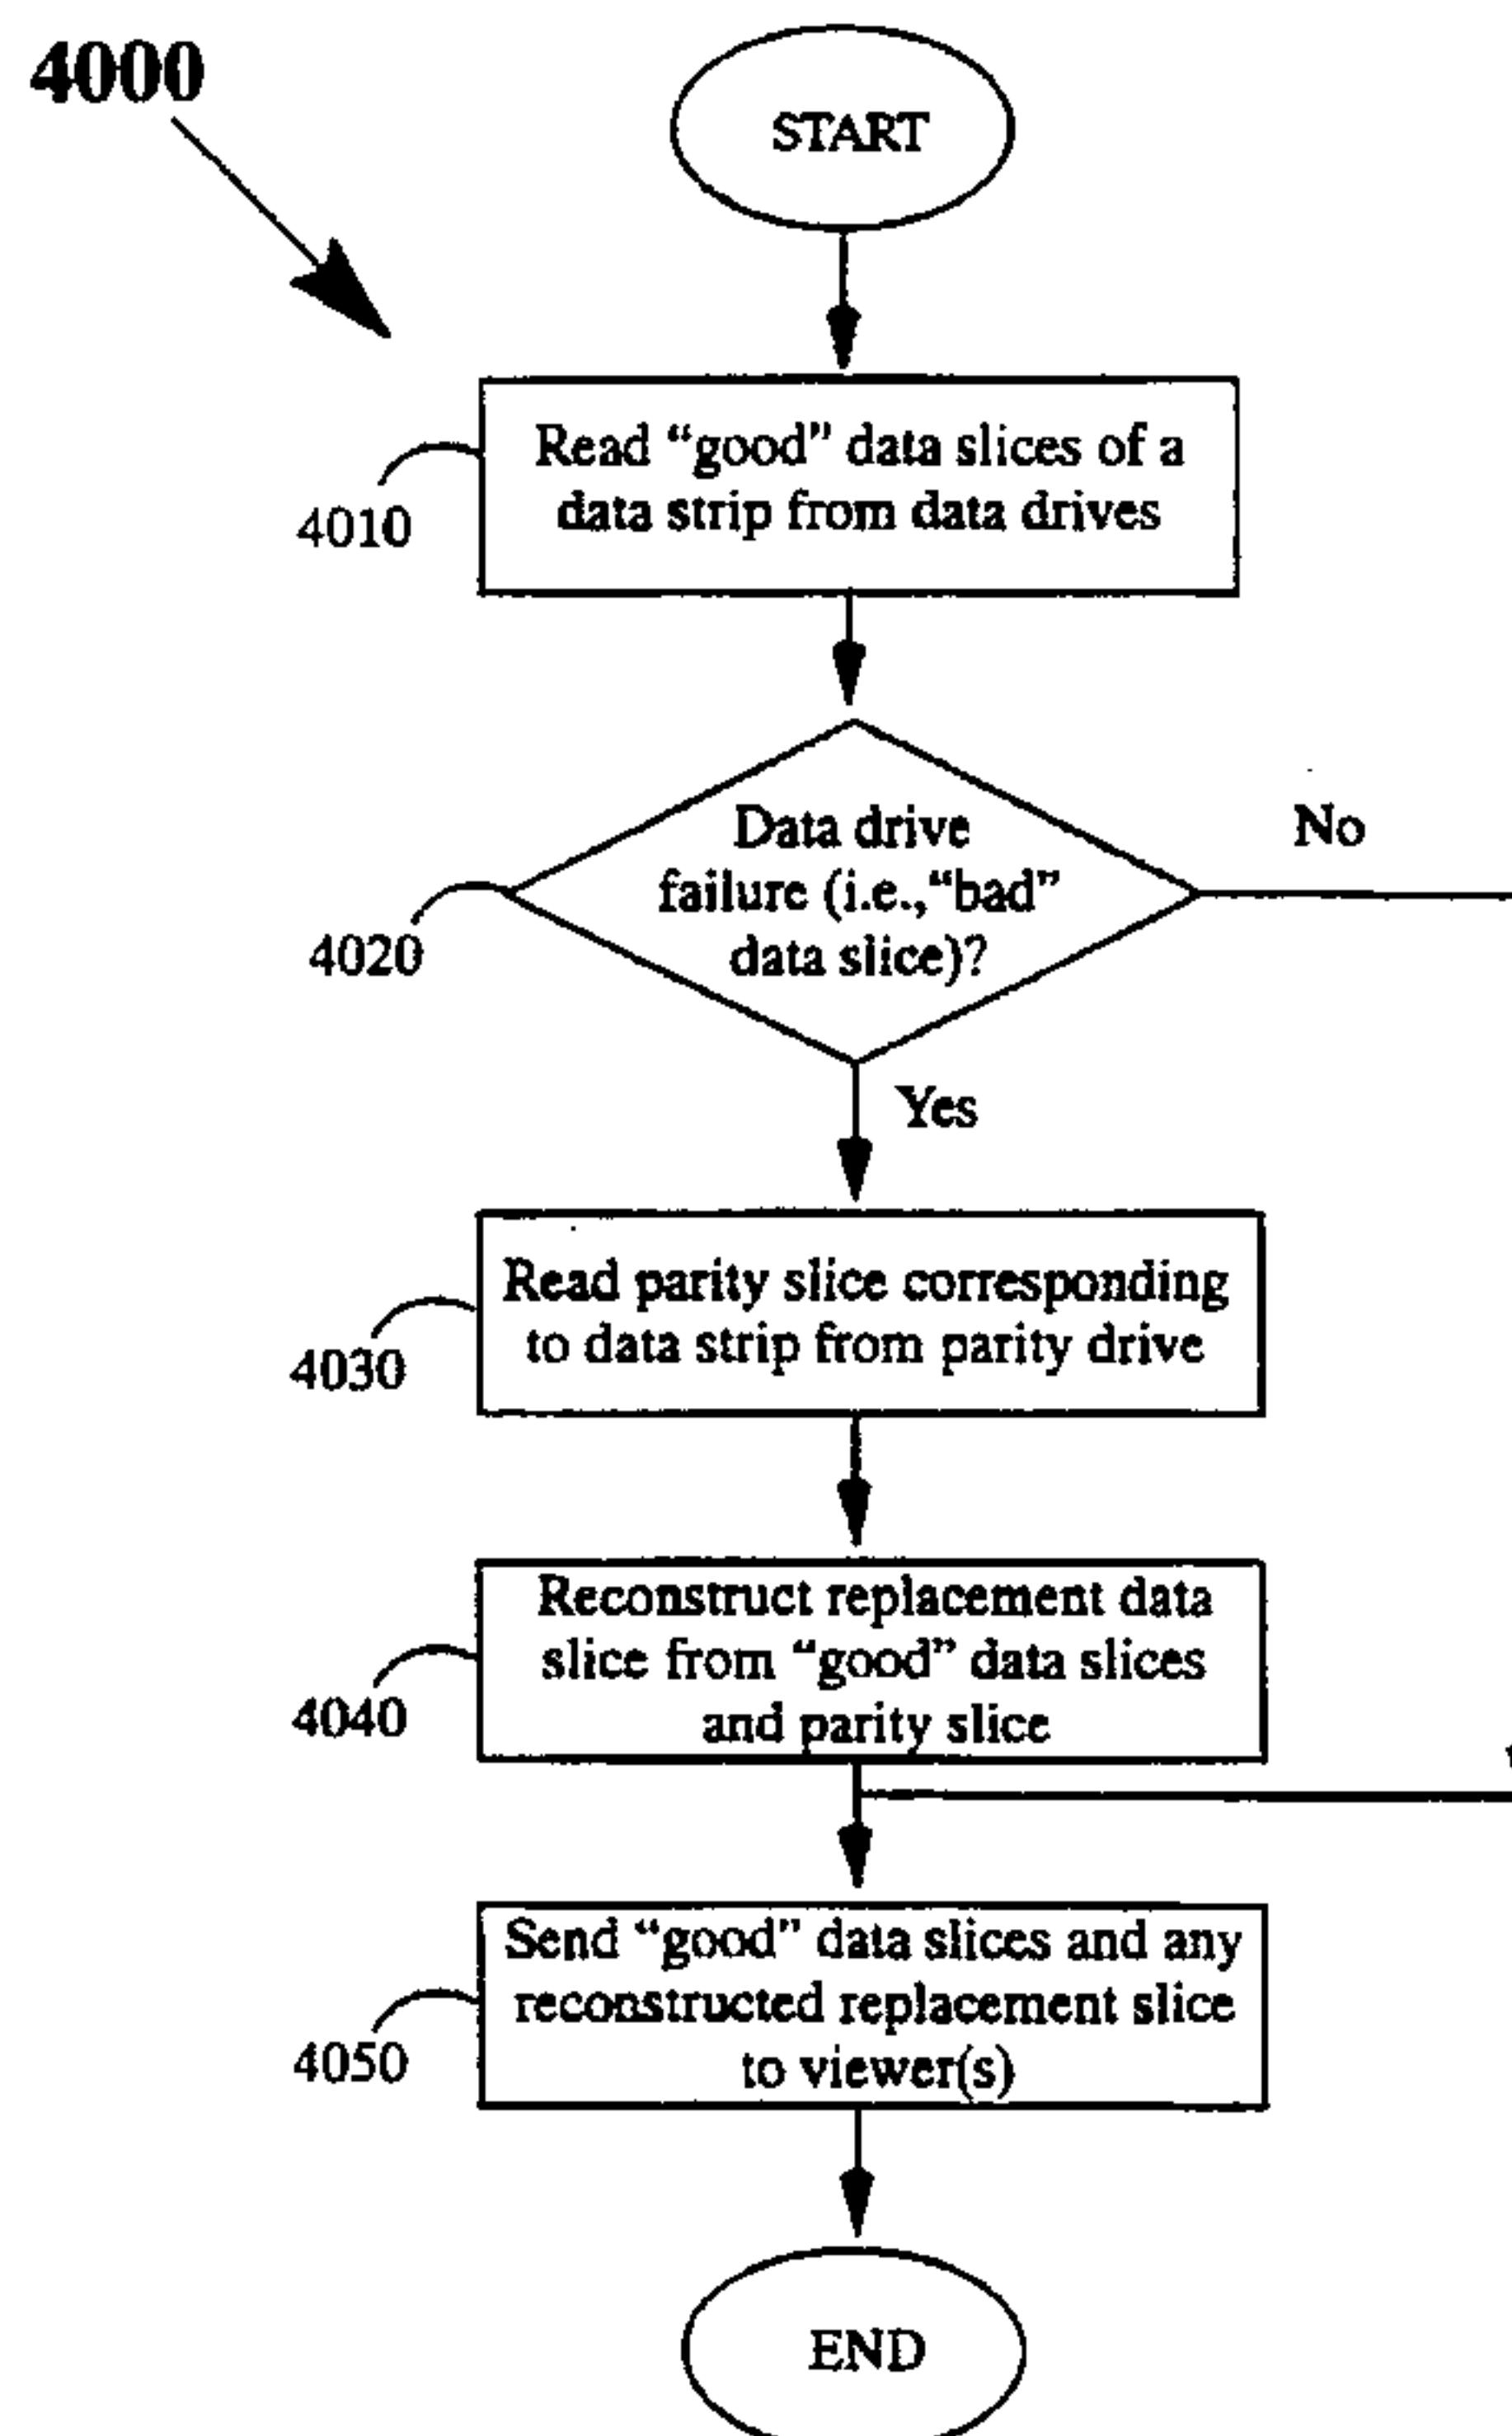 4000
START
Read “good” data slices of a
data strip from data drives
4010
Data drive
failure (i.e.,“bad”
data slice)?
No
4020
Yes
Read parity slice corresponding
to data strip from parity drive
4030
Reconstruct replacement data
slice from “good” data slices
and parity slice
4040
Send “good” data slices and any
reconstructed replacement slice
to viewer(s)
4050
END